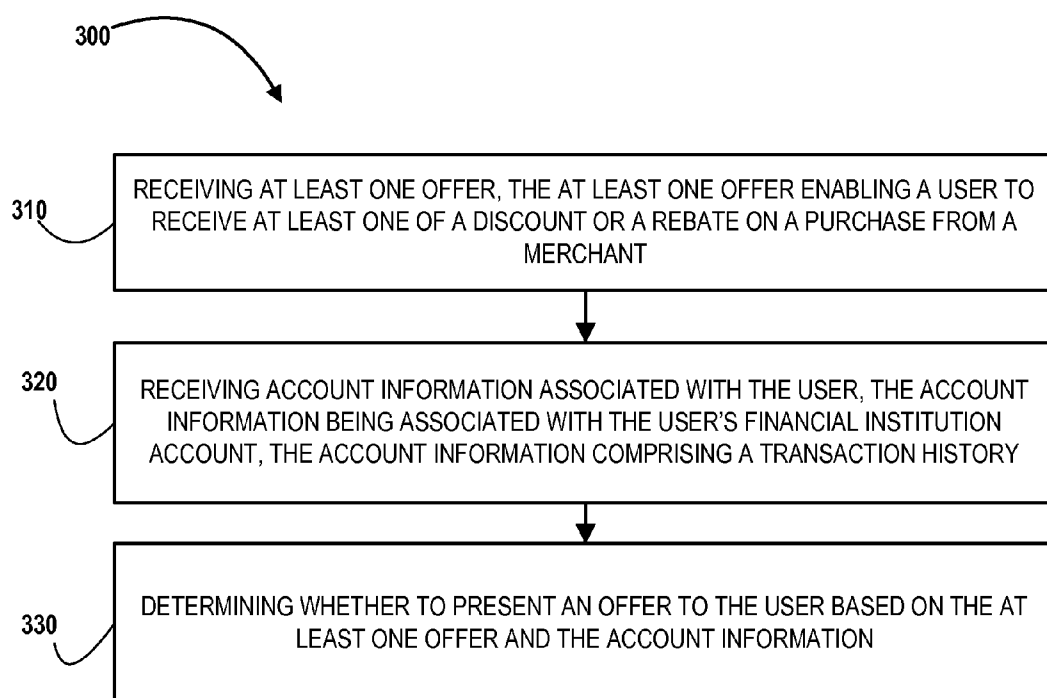 300
310
RECEIVING AT LEAST ONE OFFER, THE AT LEAST ONE OFFER ENABLING A USER TO
RECEIVE AT LEAST ONE OF A DISCOUNT OR A REBATE ON A PURCHASE FROM A
MERCHANT
320
RECEIVING ACCOUNT INFORMATION ASSOCIATED WITH THE USER, THE ACCOUNT
INFORMATION BEING ASSOCIATED WITH THE USER'S FINANCIAL INSTITUTION
ACCOUNT, THE ACCOUNT INFORMATION COMPRISING A TRANSACTION HISTORY
330
DETERMINING WHETHER TO PRESENT AN OFFER TO THE USER BASED ON THE AT
LEAST ONE OFFER AND THE ACCOUNT INFORMATION